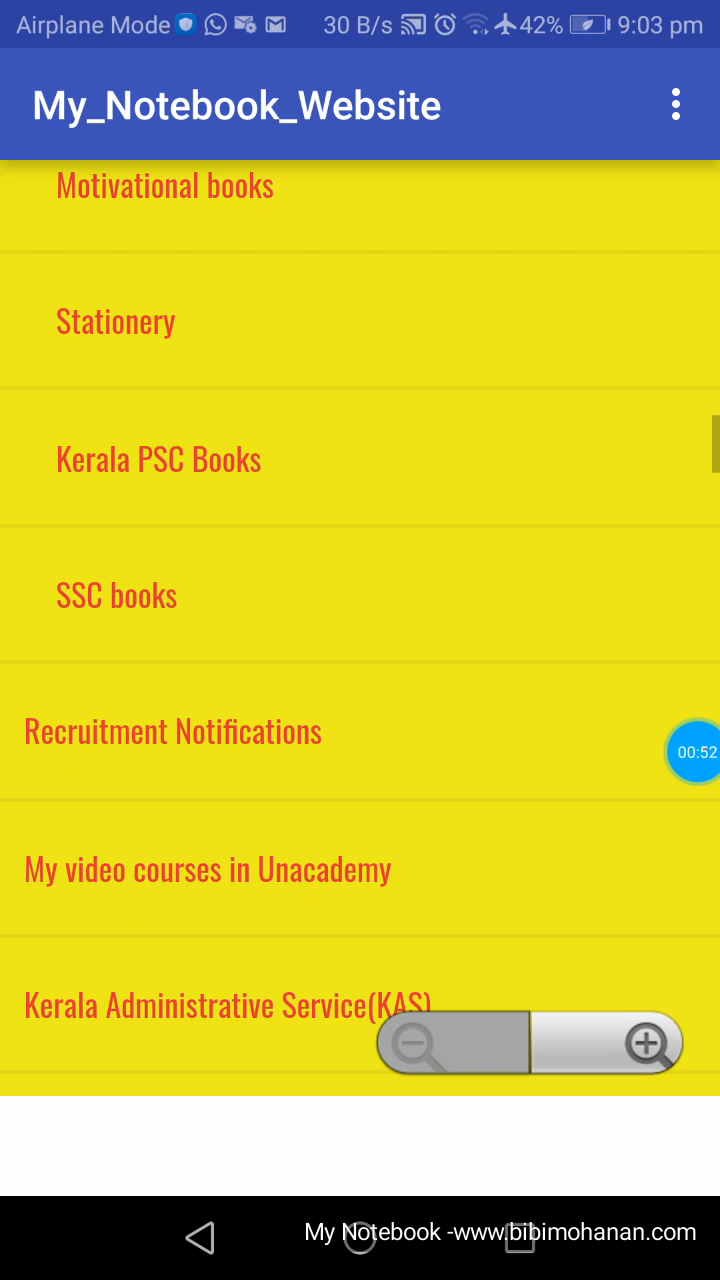 Airplane Mode 30 B/s 42% 9:03 pm
My_Notebook_Website
Motivational books
Stationery
Kerala PSC Books
SSC books
Recruitment Notifications
00:52
My video courses in Unacademy
Kerala Administrative Service(KAS)
My Notebook -www.bibimohanan.com